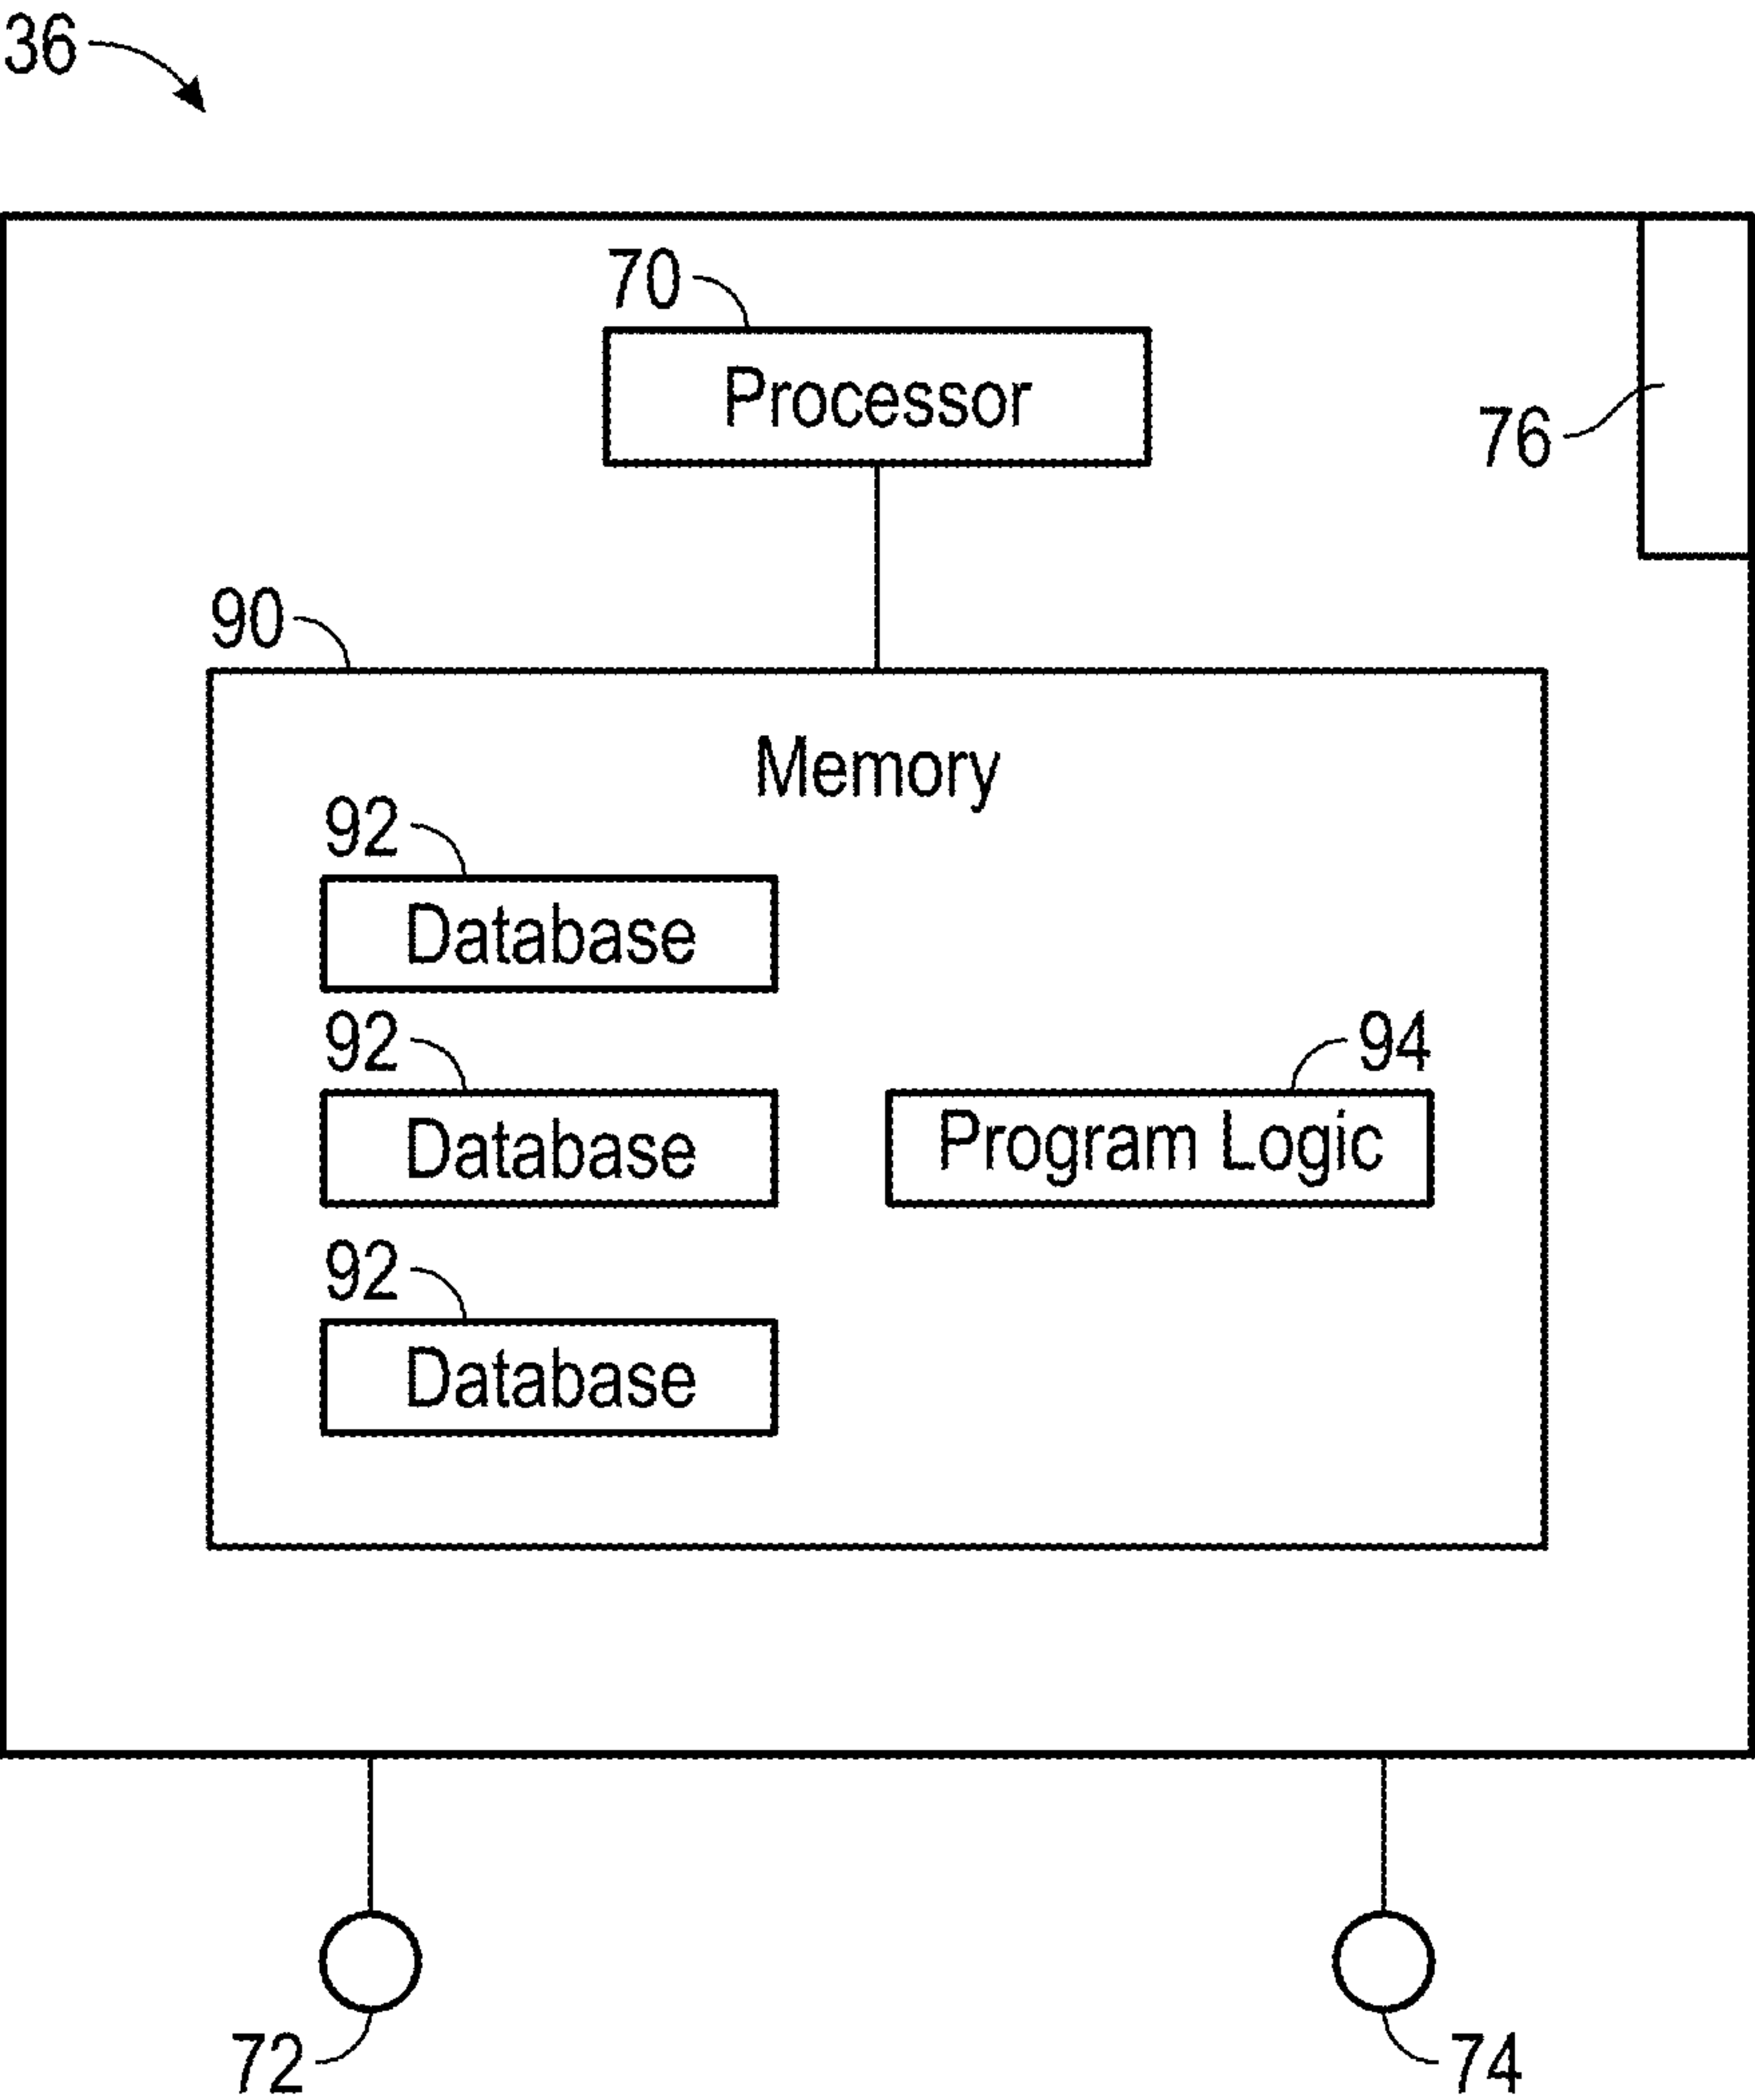 36
70
Processor
76
90
Memory
92
Database
92
94
Database
Program Logic
92
Database
72
74